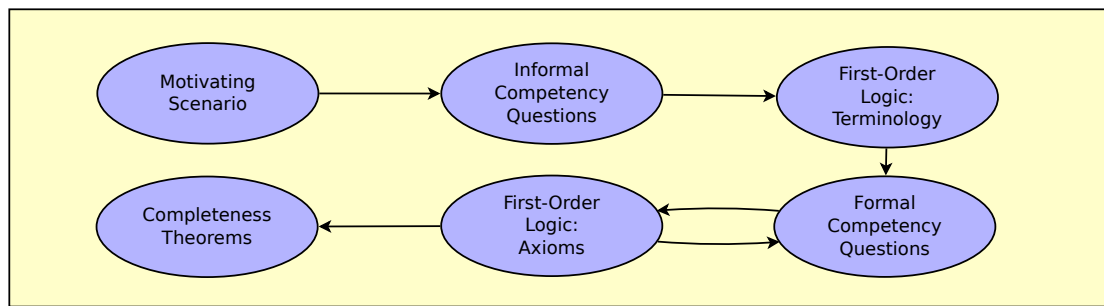 Motivating
Scenario
Informal
Competency
Questions
First-Order
Logic:
Terminology
Completeness
Theorems
First-Order
Logic:
Axioms
Formal
Competency
Questions